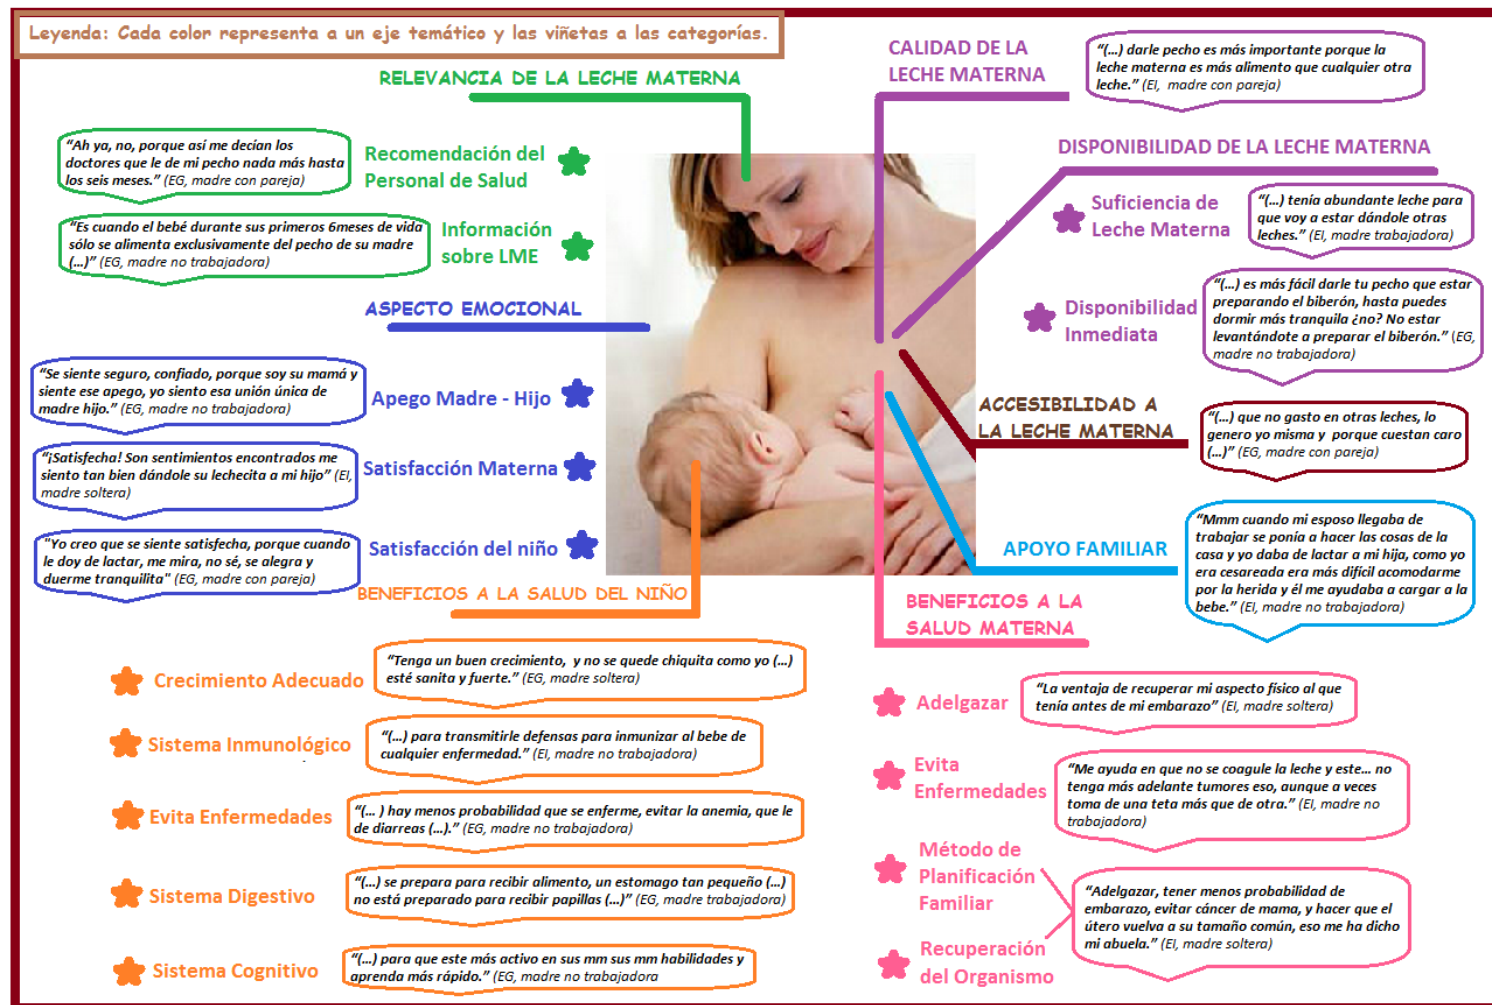 Leyenda: Cada color representa a un eje temático y las viñetas a las categorías.
RELEVANCIA DE LA LECHE MATERNA
“Ah ya, no, porque así me decían los
doctores que le de mi pecho nada más hasta
los seis meses.” (EG, madre con pareja)
Recomendación del
Personal de Salud
“Es cuando el bebé durante sus primeros 6meses de vida
sólo se alimenta exclusivamente del pecho de su madre
(...)” (EG, madre no trabajadora)
Información
sobre LME
ASPECTO EMOCIONAL
“Se siente seguro, confiado, porque soy su mamá y
siente ese apego, yo siento esa unión única de
madre hijo.” (EG, madre no trabajadora)
Apego Madre - Hijo
“¡Satisfecha! Son sentimientos encontrados me
siento tan bien dándole su lechecita a mi hijo” (EI,
madre soltera)
Satisfacción Materna
"Yo creo que se siente satisfecha, porque cuando
le doy de lactar, me mira, no sé, se alegra y
duerme tranquilita" (EG, madre con pareja)
Satisfacción del niño
BENEFICIOS A LA SALUD DEL NIÑO
Crecimiento Adecuado
“Tenga un buen crecimiento, y no se quede chiquita como yo (...)
esté sanita y fuerte.” (EG, madre soltera)
Sistema Inmunológico
“(...) para transmitirle defensas para inmunizar al bebe de
cualquier enfermedad.” (EI, madre no trabajadora)
Evita Enfermedades
“(... ) hay menos probabilidad que se enferme, evitar la anemia, que le
de diarreas (...).” (EG, madre no trabajadora)
Sistema Digestivo
“(...) se prepara para recibir alimento, un estomago tan pequeño (...)
no está preparado para recibir papillas (...)” (EG, madre trabajadora)
Sistema Cognitivo
“(...) para que este más activo en sus mm sus mm habilidades y
aprenda más rápido.” (EG, madre no trabajadora
CALIDAD DE LA
LECHE MATERNA
“(...) darle pecho es más importante porque la
leche materna es más alimento que cualquier otra
leche.” (EI, madre con pareja)
DISPONIBILIDAD DE LA LECHE MATERNA
Suficiencia de
Leche Materna
“(...) tenía abundante leche para
que voy a estar dándole otras
leches.” (EI, madre trabajadora)
Disponibilidad
Inmediata
“(...) es más fácil darle tu pecho que estar
preparando el biberón, hasta puedes
dormir más tranquila ¿no? No estar
levantándote a preparar el biberón.” (EG,
madre no trabajadora)
ACCESIBILIDAD A
LA LECHE MATERNA
“(...) que no gasto en otras leches, lo
genero yo misma y porque cuestan caro
(...)” (EG, madre con pareja)
APOYO FAMILIAR
“Mmm cuando mi esposo llegaba de
trabajar se ponía a hacer las cosas de la
casa y yo daba de lactar a mi hija, como yo
era cesareada era más difícil acomodarme
por la herida y él me ayudaba a cargar a la
bebe.” (EI, madre no trabajadora)
BENEFICIOS A LA
SALUD MATERNA
Adelgazar
“La ventaja de recuperar mi aspecto físico al que
tenía antes de mi embarazo” (EI, madre soltera)
Evita
Enfermedades
“Me ayuda en que no se coagule la leche y este... no
tenga más adelante tumores eso, aunque a veces
toma de una teta más que de otra.” (EI, madre no
trabajadora)
Método de
Planificación
Familiar
Recuperación
del Organismo
“Adelgazar, tener menos probabilidad de
embarazo, evitar cáncer de mama, y hacer que el
útero vuelva a su tamaño común, eso me ha dicho
mi abuela.” (EI, madre soltera)